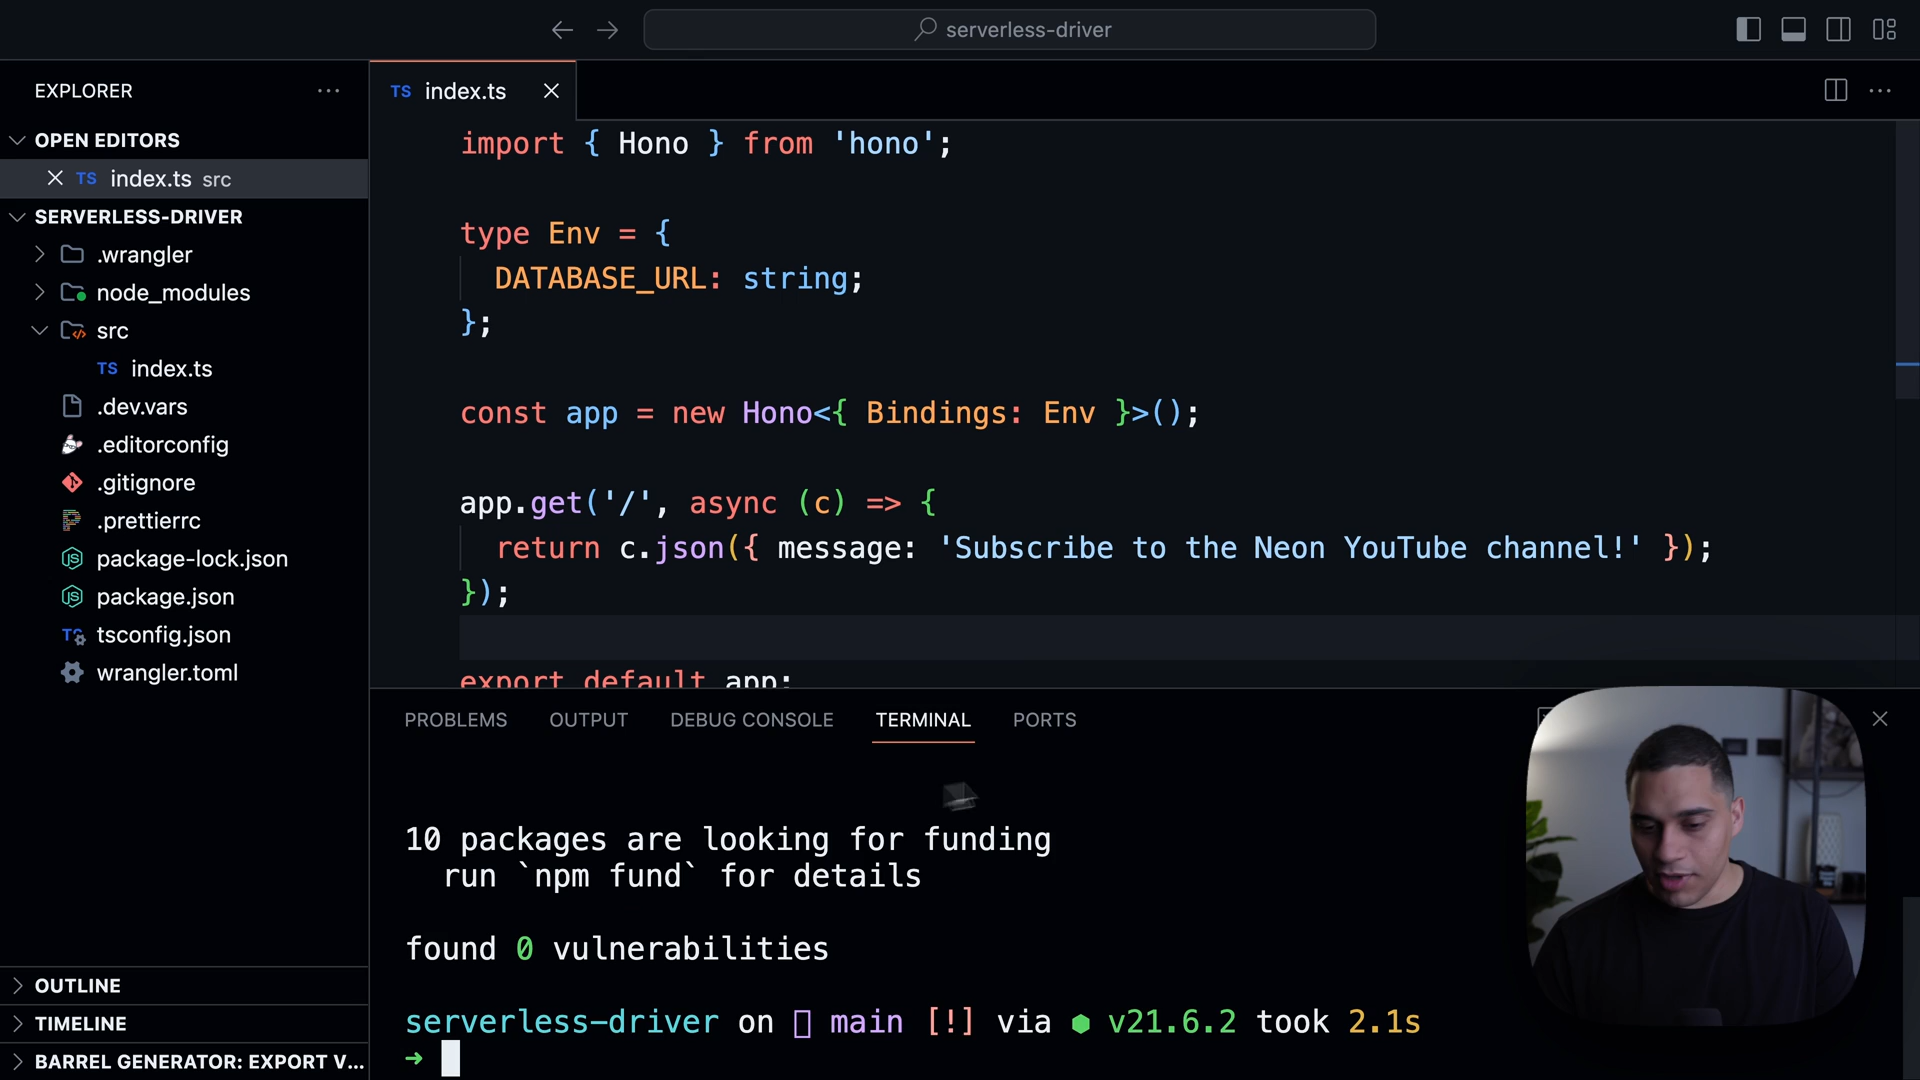 serverless-driver
EXPLORER
OPEN EDITORS
TS index.ts src
SERVERLESS-DRIVER
.wrangler
node_modules
src
TS index.ts
.dev.vars
.editorconfig
.gitignore
.prettierrc
package-lock.json
package.json
tsconfig.json
wrangler.toml
OUTLINE
TIMELINE
BARREL GENERATOR: EXPORT V...
TS index.ts
import { Hono } from 'hono';
type Env = {
DATABASE_URL: string;
};
const app = new Hono<{ Bindings: Env }>();
app.get('/', async (c) => {
return c.json({ message: 'Subscribe to the Neon YouTube channel!' });
});
export default app;
PROBLEMS OUTPUT DEBUG CONSOLE TERMINAL PORTS
10 packages are looking for funding
run `npm fund` for details
found 0 vulnerabilities
serverless-driver on main [!] via v21.6.2 took 2.1s
➜